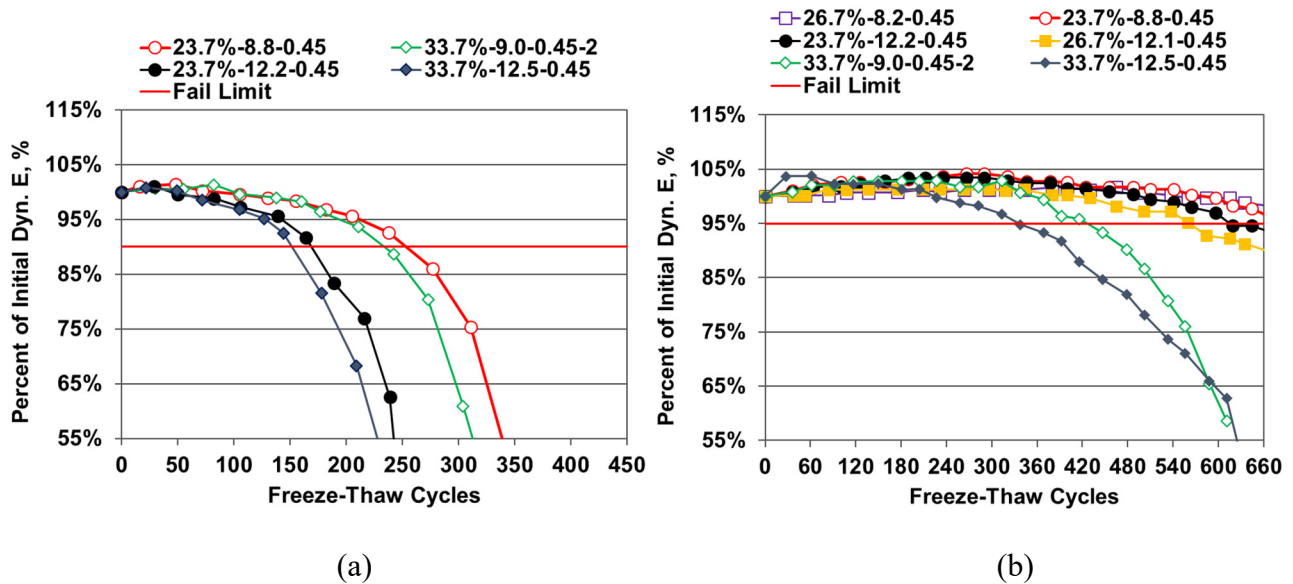 23.7%-8.8-0.45
33.7%-9.0-0.45-2
23.7%-12.2-0.45
33.7%-12.5-0.45
Fail Limit
Percent of Initial Dyn. E, %
115%
105%
95%
85%
75%
65%
55%
0 50 100 150 200 250 300 350 400 450
Freeze-Thaw Cycles
(a)
26.7%-8.2-0.45
23.7%-8.8-0.45
23.7%-12.2-0.45
26.7%-12.1-0.45
33.7%-9.0-0.45-2
33.7%-12.5-0.45
Fail Limit
Percent of Initial Dyn. E, %
115%
105%
95%
85%
75%
65%
55%
0 60 120 180 240 300 360 420 480 540 600 660
Freeze-Thaw Cycles
(b)